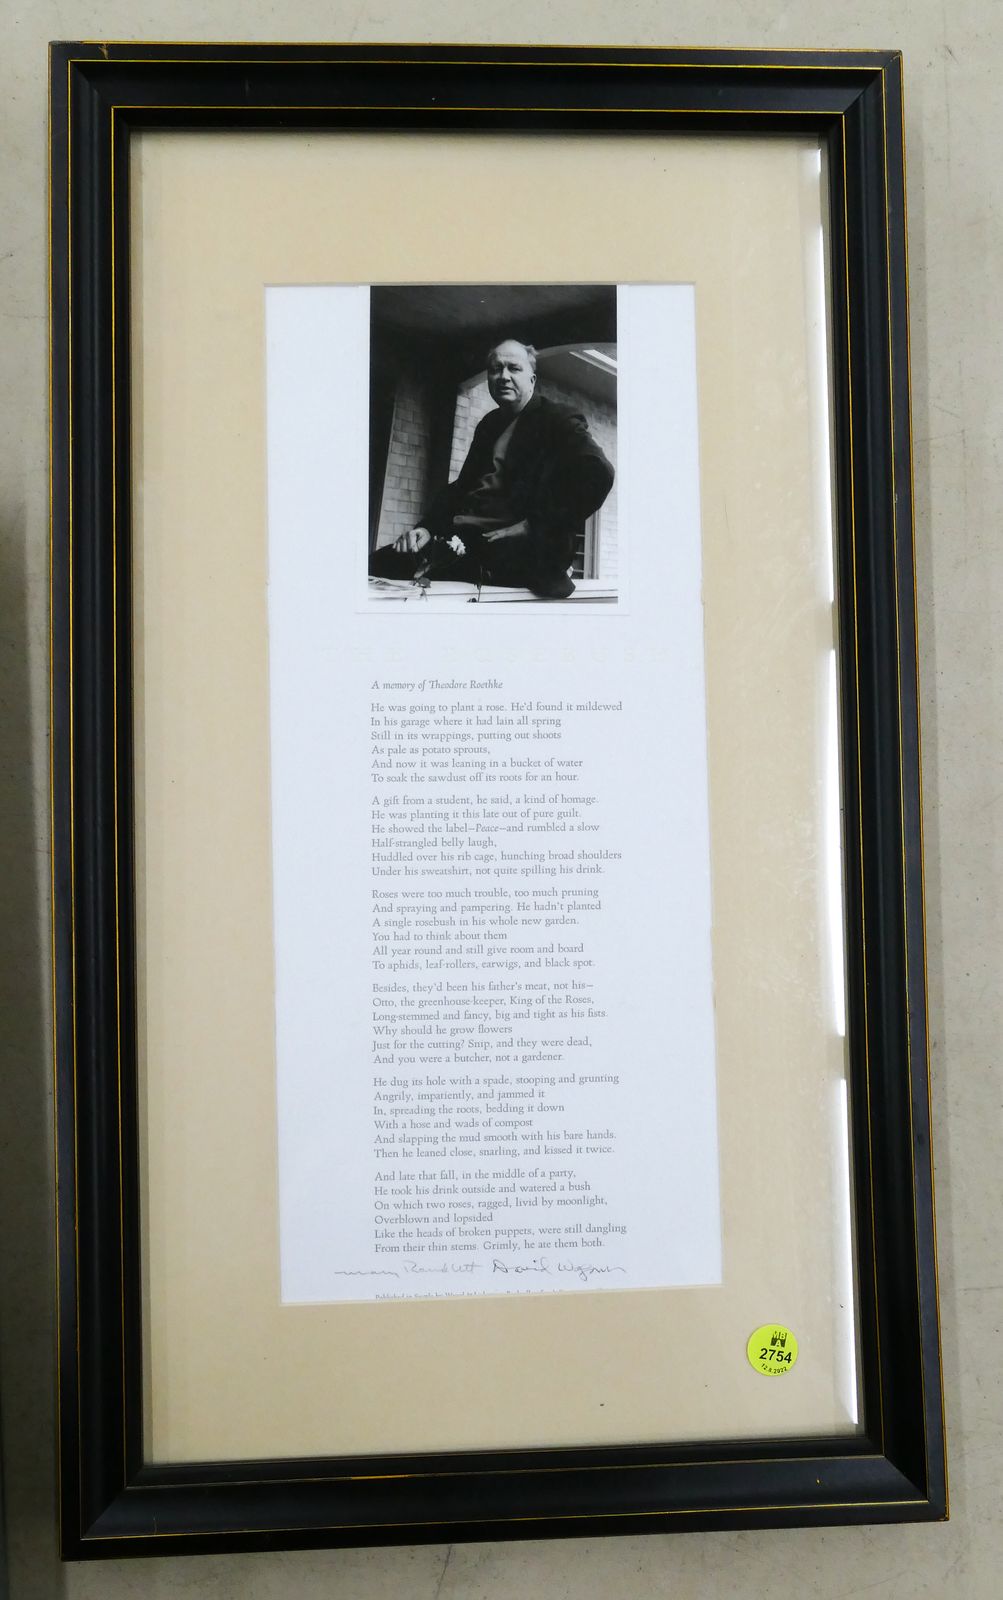 THE ROSEBUSH
A memory of Theodore Roethke
He was going to plant a rose. He'd found it mildewed
In his garage where it had lain all spring
Still in its wrappings, putting out shoots
As pale as potato sprouts,
And now it was leaning in a bucket of water
To soak the sawdust off its roots for an hour.
A gift from a student, he said, a kind of homage.
He was planting it this late out of pure guilt.
He showed the label—Peace—and rumbled a slow
Half-strangled belly laugh,
Huddled over his rib cage, hunching broad shoulders
Under his sweatshirt, not quite spilling his drink.
Roses were too much trouble, too much pruning
And spraying and pampering. He hadn't planted
A single rosebush in his whole new garden.
You had to think about them
All year round and still give room and board
To aphids, leaf-rollers, earwigs, and black spot.
Besides, they'd been his father's meat, not his—
Otto, the greenhouse-keeper, King of the Roses,
Long-stemmed and fancy, big and tight as his fists.
Why should he grow flowers
Just for the cutting? Snip, and they were dead,
And you were a butcher, not a gardener.
He dug its hole with a spade, stooping and grunting
Angrily, impatiently, and jammed it
In, spreading the roots, bedding it down
With a hose and wads of compost
And slapping the mud smooth with his bare hands.
Then he leaned close, snarling, and kissed it twice.
And late that fall, in the middle of a party,
He took his drink outside and watered a bush
On which two roses, ragged, livid by moonlight,
Overblown and lopsided
Like the heads of broken puppets, were still dangling
From their thin stems. Grimly, he ate them both.
Mary Randlett David Wagoner
MB
A
2754
12.8.2022